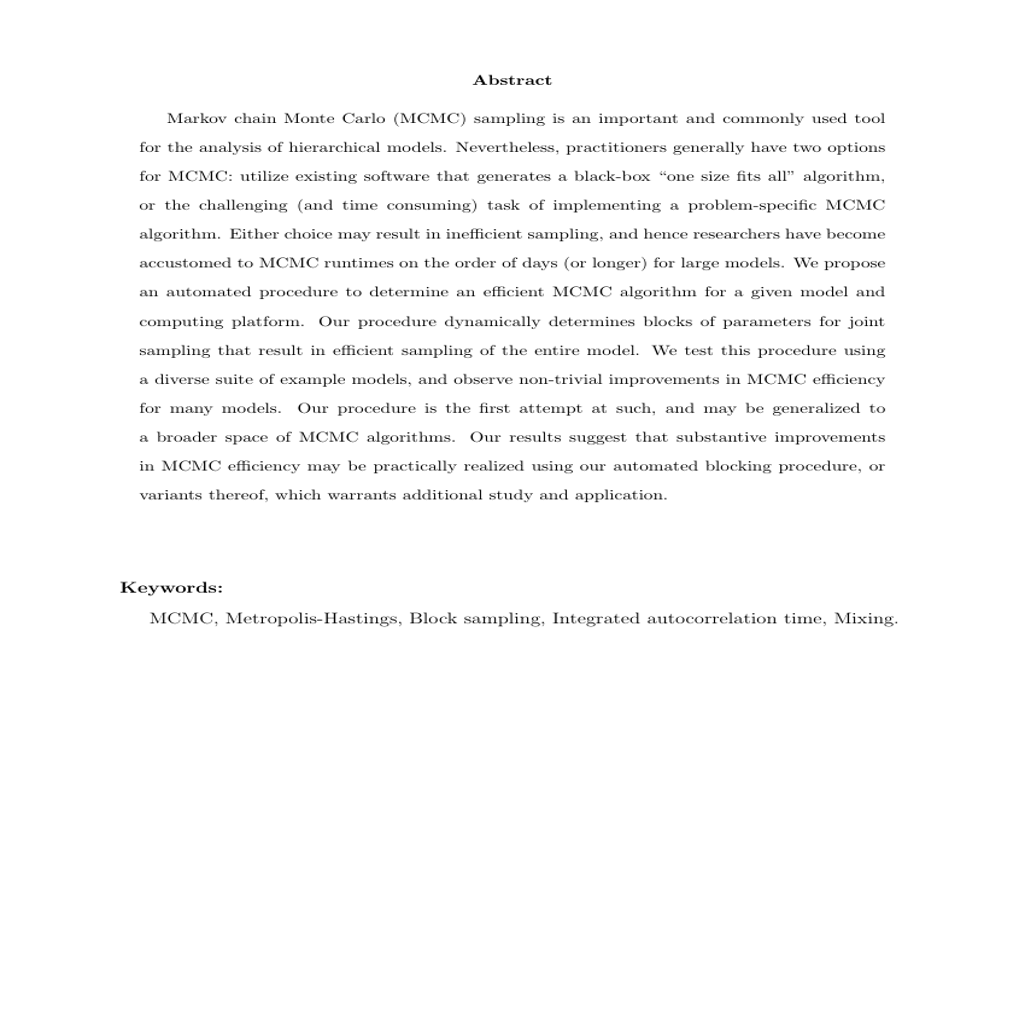 Abstract
Markov chain Monte Carlo (MCMC) sampling is an important and commonly used tool
for the analysis of hierarchical models. Nevertheless, practitioners generally have two options
for MCMC: utilize existing software that generates a black-box “one size fits all” algorithm,
or the challenging (and time consuming) task of implementing a problem-specific MCMC
algorithm. Either choice may result in inefficient sampling, and hence researchers have become
accustomed to MCMC runtimes on the order of days (or longer) for large models. We propose
an automated procedure to determine an efficient MCMC algorithm for a given model and
computing platform. Our procedure dynamically determines blocks of parameters for joint
sampling that result in efficient sampling of the entire model. We test this procedure using
a diverse suite of example models, and observe non-trivial improvements in MCMC efficiency
for many models. Our procedure is the first attempt at such, and may be generalized to
a broader space of MCMC algorithms. Our results suggest that substantive improvements
in MCMC efficiency may be practically realized using our automated blocking procedure, or
variants thereof, which warrants additional study and application.
Keywords:
MCMC, Metropolis-Hastings, Block sampling, Integrated autocorrelation time, Mixing.